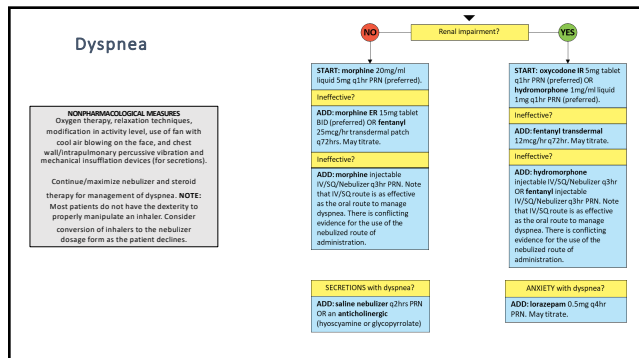 Dyspnea
NONPHARMACOLOGICAL MEASURES
Oxygen therapy, relaxation techniques,
modification in activity level, use of fan with
cool air blowing on the face, and chest
wall/intrapulmonary percussive vibration and
mechanical insufflation devices (for secretions).
Continue/maximize nebulizer and steroid
therapy for management of dyspnea. NOTE:
Most patients do not have the dexterity to
properly manipulate an inhaler. Consider
conversion of inhalers to the nebulizer
dosage form as the patient declines.
NO
Renal impairment?
YES
START: morphine 20mg/ml
liquid 5mg q1hr PRN (preferred).
Ineffective?
ADD: morphine ER 15mg tablet
BID (preferred) OR fentanyl
25mcg/hr transdermal patch
q72hrs. May titrate.
Ineffective?
ADD: morphine injectable
IV/SQ/Nebulizer q3hr PRN. Note
that IV/SQ route is as effective
as the oral route to manage
dyspnea. There is conflicting
evidence for the use of the
nebulized route of
administration.
START: oxycodone IR 5mg tablet
q1hr PRN (preferred) OR
hydromorphone 1mg/ml liquid
1mg q1hr PRN (preferred).
Ineffective?
ADD: fentanyl transdermal
12mcg/hr q72hr. May titrate.
Ineffective?
ADD: hydromorphone
injectable IV/SQ/Nebulizer q3hr
OR fentanyl injectable
IV/SQ/Nebulizer q3hr PRN. Note
that IV/SQ route is as effective
as the oral route to manage
dyspnea. There is conflicting
evidence for the use of the
nebulized route of
administration.
SECRETIONS with dyspnea?
ADD: saline nebulizer q2hrs PRN
OR an anticholinergic
(hyoscyamine or glycopyrrolate)
ANXIETY with dyspnea?
ADD: lorazepam 0.5mg q4hr
PRN. May titrate.